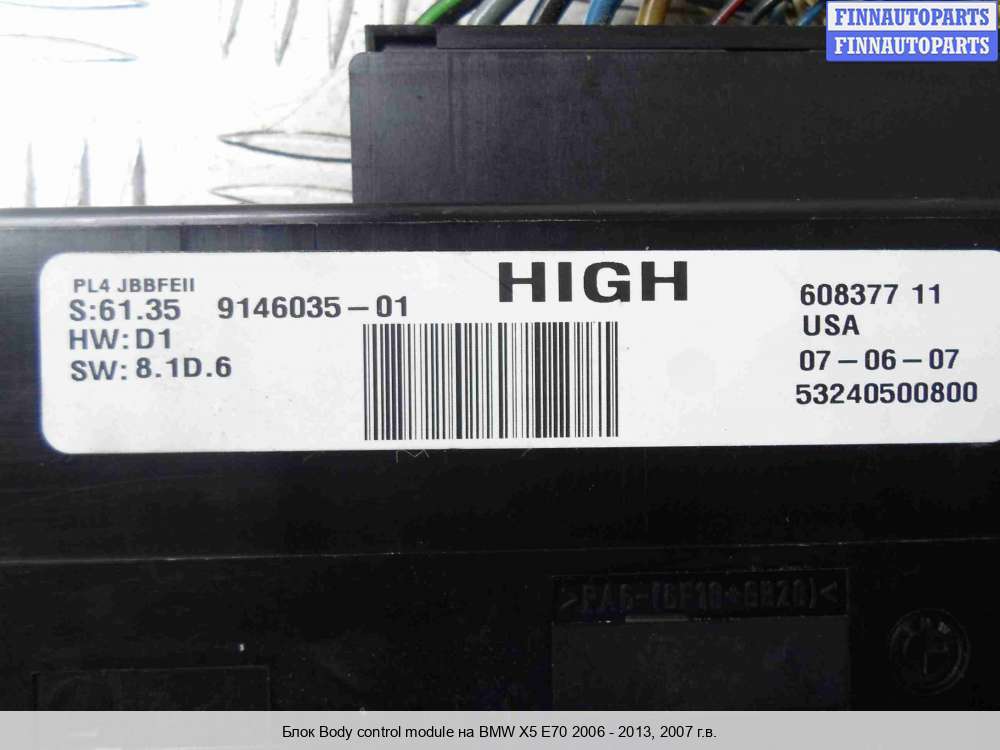 FINNAUTOPARTS
FINNAUTOPARTS
PL4 JBBFEII
S:61.35 9146035-01
HW:D1
SW:8.1D.6
HIGH
608377 11
USA
07-06-07
53240500800
Блок Body control module на BMW X5 E70 2006 - 2013, 2007 г.в.